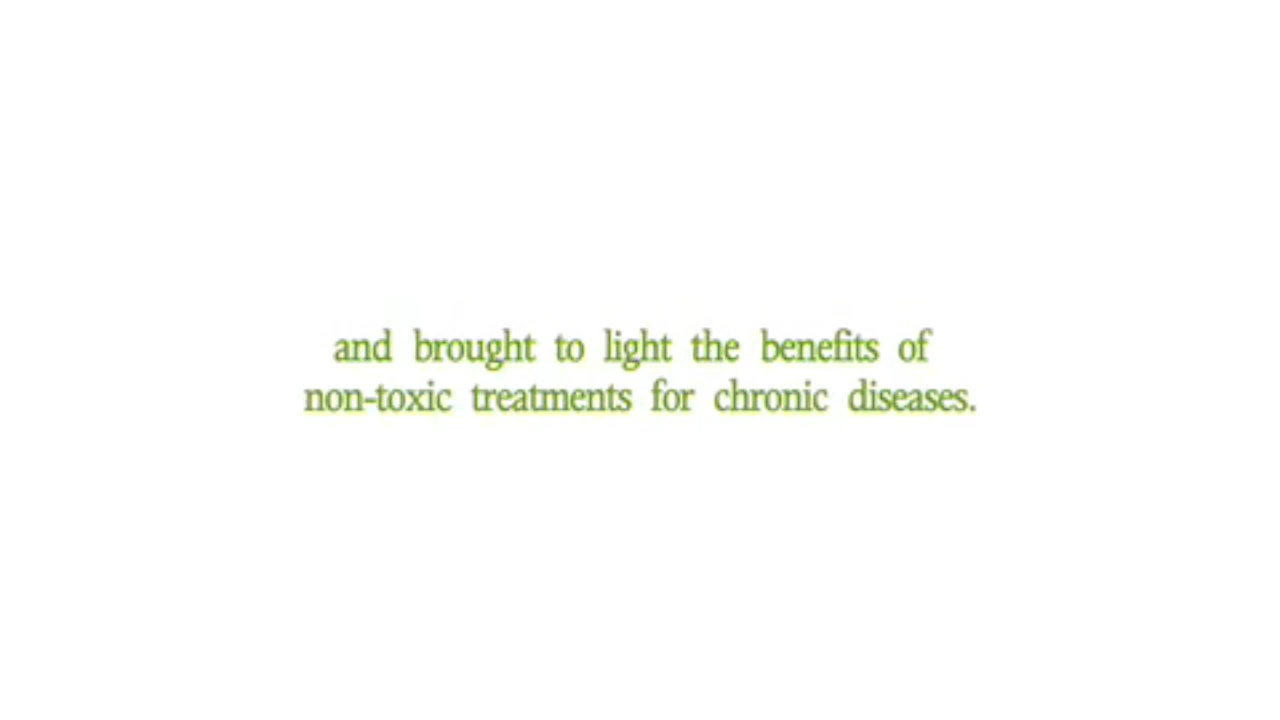 and brought to light the benefits of
non-toxic treatments for chronic diseases.